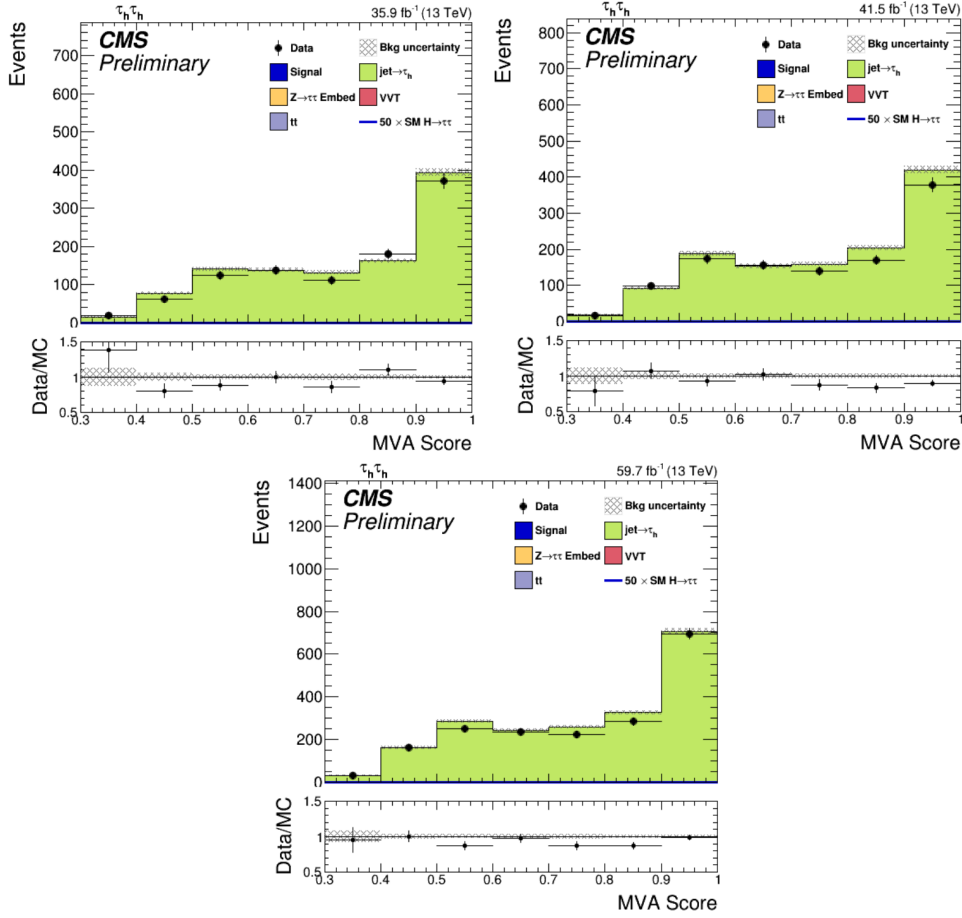 τhτh 35.9 fb-1 (13 TeV)
Events
CMS
Preliminary
Data
Bkg uncertainty
Signal
jet→τh
Z→ττ Embed
VVT
tt
50 × SM H→ττ
700
600
500
400
300
200
100
0
Data/MC
1.5
1
0.5
0.3 0.4 0.5 0.6 0.7 0.8 0.9 1
MVA Score
τhτh 41.5 fb-1 (13 TeV)
Events
CMS
Preliminary
Data
Bkg uncertainty
Signal
jet→τh
Z→ττ Embed
VVT
tt
50 × SM H→ττ
800
700
600
500
400
300
200
100
0
Data/MC
1.5
1
0.5
0.3 0.4 0.5 0.6 0.7 0.8 0.9 1
MVA Score
τhτh 59.7 fb-1 (13 TeV)
Events
CMS
Preliminary
Data
Bkg uncertainty
Signal
jet→τh
Z→ττ Embed
VVT
tt
50 × SM H→ττ
1400
1200
1000
800
600
400
200
0
Data/MC
1.5
1
0.5
0.3 0.4 0.5 0.6 0.7 0.8 0.9 1
MVA Score